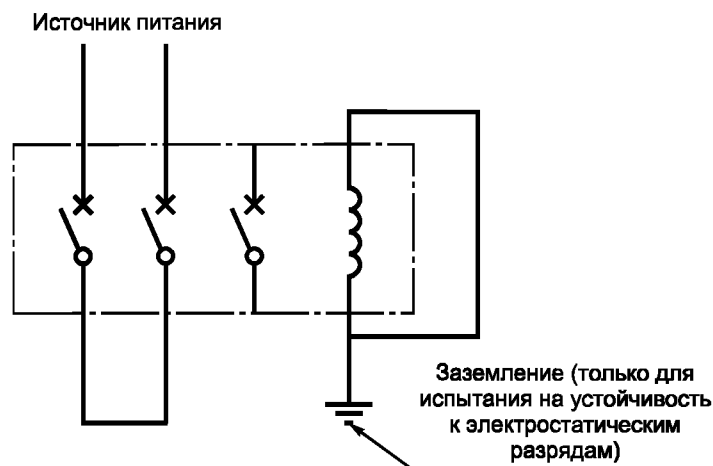 Источник питания
Заземление (только для
испытания на устойчивость
к электростатическим
разрядам)